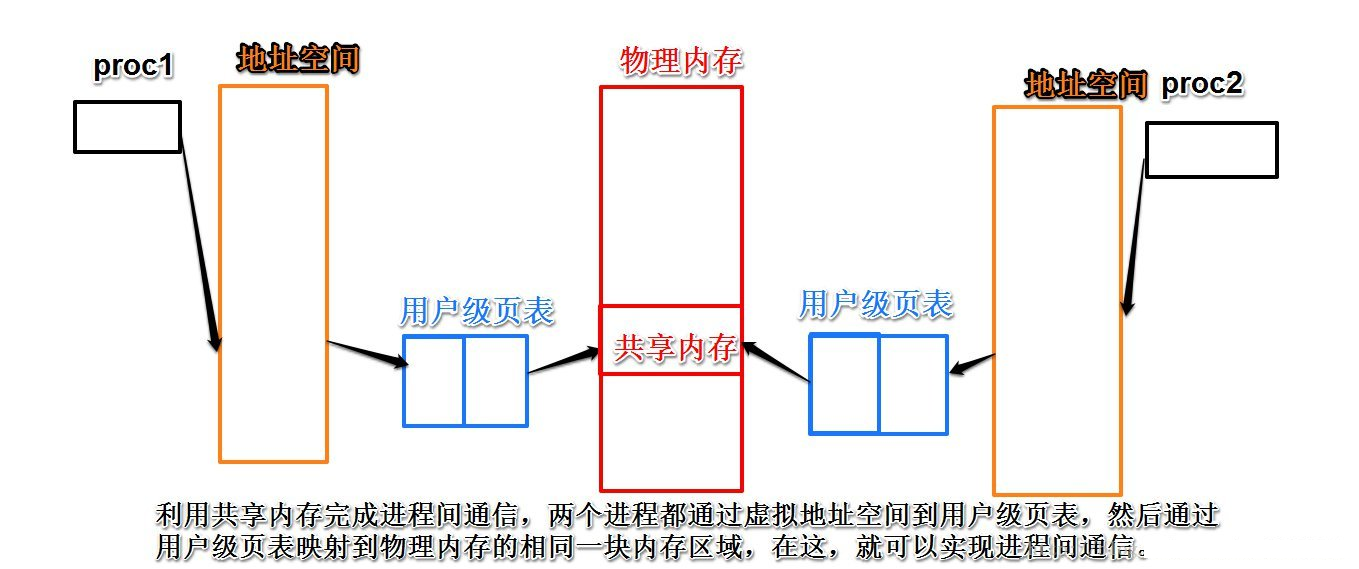 proc1
地址空间
物理内存
地址空间 proc2
用户级页表
共享内存
用户级页表
利用共享内存完成进程间通信，两个进程都通过虚拟地址空间到用户级页表，然后通过
用户级页表映射到物理内存的相同一块内存区域，在这，就可以实现进程间通信。